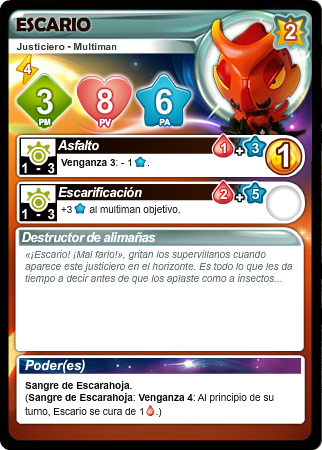 ESCARIO
2
Justiciero - Multiman
4
3 PM
8 PV
6 PA
Asfalto
1 + 3
1
1 - 3
Venganza 3: - 1 .
Escarificación
2 + 5
1 - 3
+3 al multiman objetivo.
Destructor de alimañas
«¡Escario! ¡Mal fario!», gritan los supervillanos cuando
aparece este justiciero en el horizonte. Es todo lo que les da
tiempo a decir antes de que los aplaste como a insectos...
Poder(es)
Sangre de Escarahoja.
(Sangre de Escarahoja: Venganza 4: Al principio de su
turno, Escario se cura de 1 .)